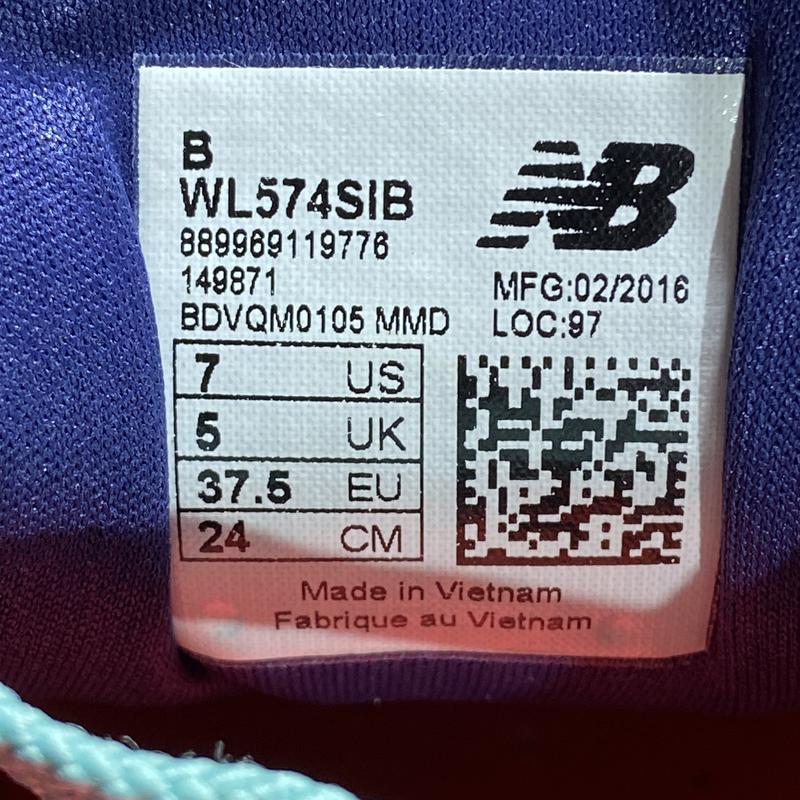 B
WL574SIB
889969119776
149871
BDVQM0105 MMD
NB
MFG:02/2016
LOC:97
7 US
5 UK
37.5 EU
24 CM
Made in Vietnam
Fabrique au Vietnam